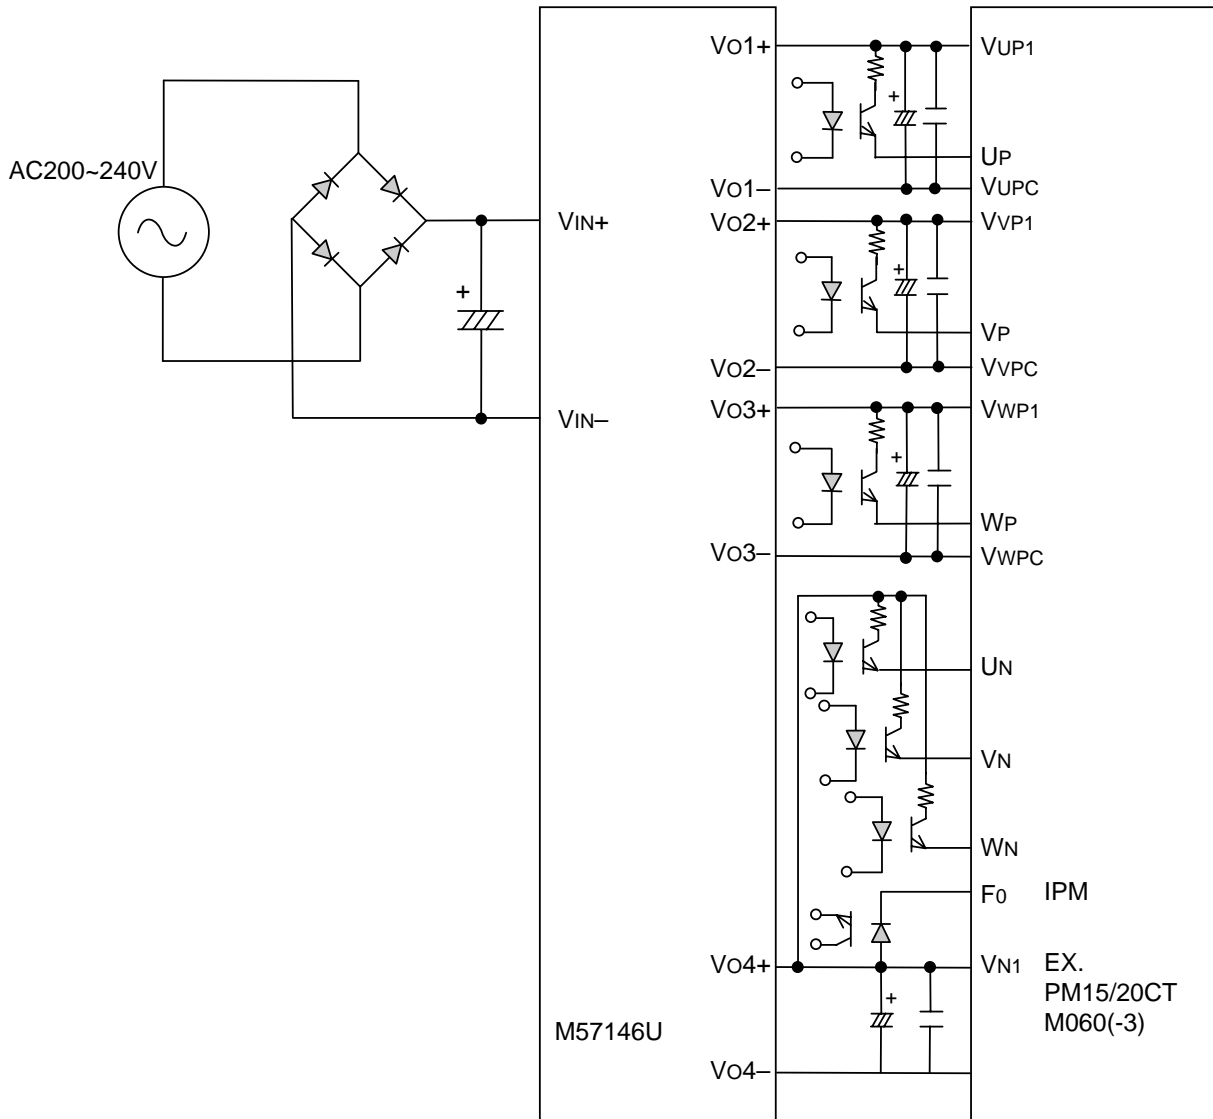 AC200~240V
+
VIN+
VIN–
M57146U
VO1+
VO1–
VO2+
VO2–
VO3+
VO3–
VO4+
VO4–
+
+
+
+
VUP1
UP
VUPC
VVP1
VP
VVPC
VWP1
WP
VWPC
UN
VN
WN
F0
IPM
VN1
EX.
PM15/20CT
M060(-3)